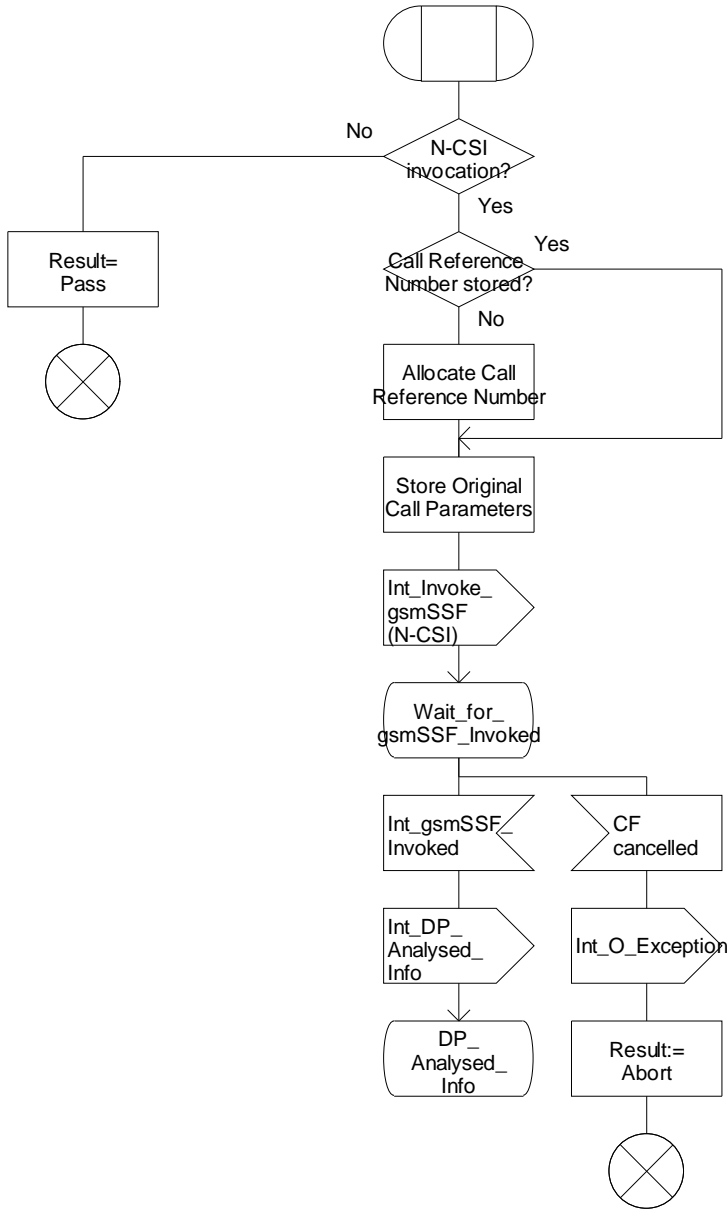 No
N-CSI
invocation?
Yes
Result=
Pass
Call Reference
Number stored?
Yes
No
Allocate Call
Reference Number
Store Original
Call Parameters
Int_Invoke_
gsmSSF
(N-CSI)
Wait_for_
gsmSSF_Invoked
Int_gsmSSF_
Invoked
CF
cancelled
Int_DP_
Analysed_
Info
Int_O_Exception
DP_
Analysed_
Info
Result:=
Abort